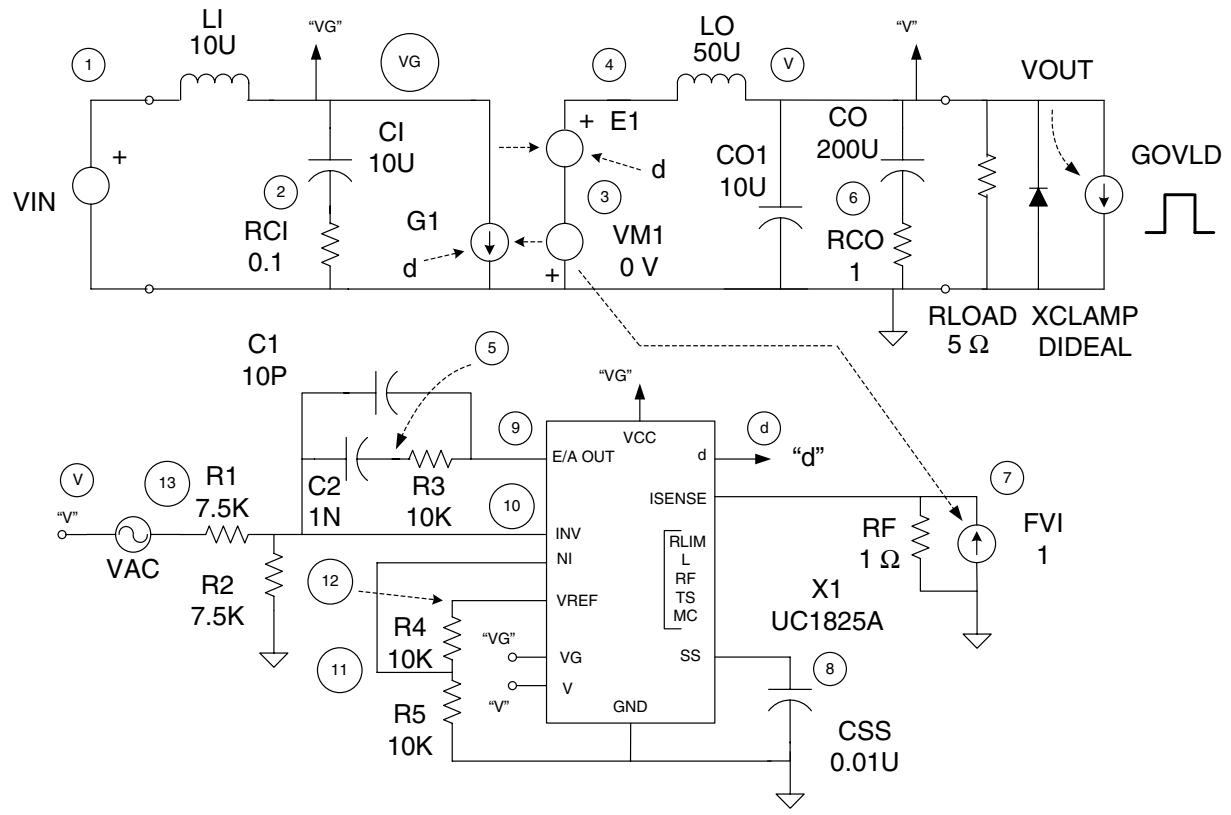 LI
10U
"VG"
VG
1
VIN
+
CI
10U
2
RCI
0.1
G1
d
4
LO
50U
V
"V"
+
E1
d
3
VM1
0 V
+
CO1
10U
CO
200U
6
RCO
1
VOUT
GOVLD
RLOAD
5 Ω
XCLAMP
DIDEAL
C1
10P
5
"VG"
9
VCC
E/A OUT
d
d
"d"
V
"V"
13
R1
7.5K
C2
1N
R3
10K
10
ISENSE
7
VAC
INV
NI
RLIM
L
RF
TS
MC
RF
1 Ω
FVI
1
R2
7.5K
12
VREF
X1
UC1825A
R4
10K
"VG"
VG
SS
8
11
"V"
V
R5
10K
GND
CSS
0.01U